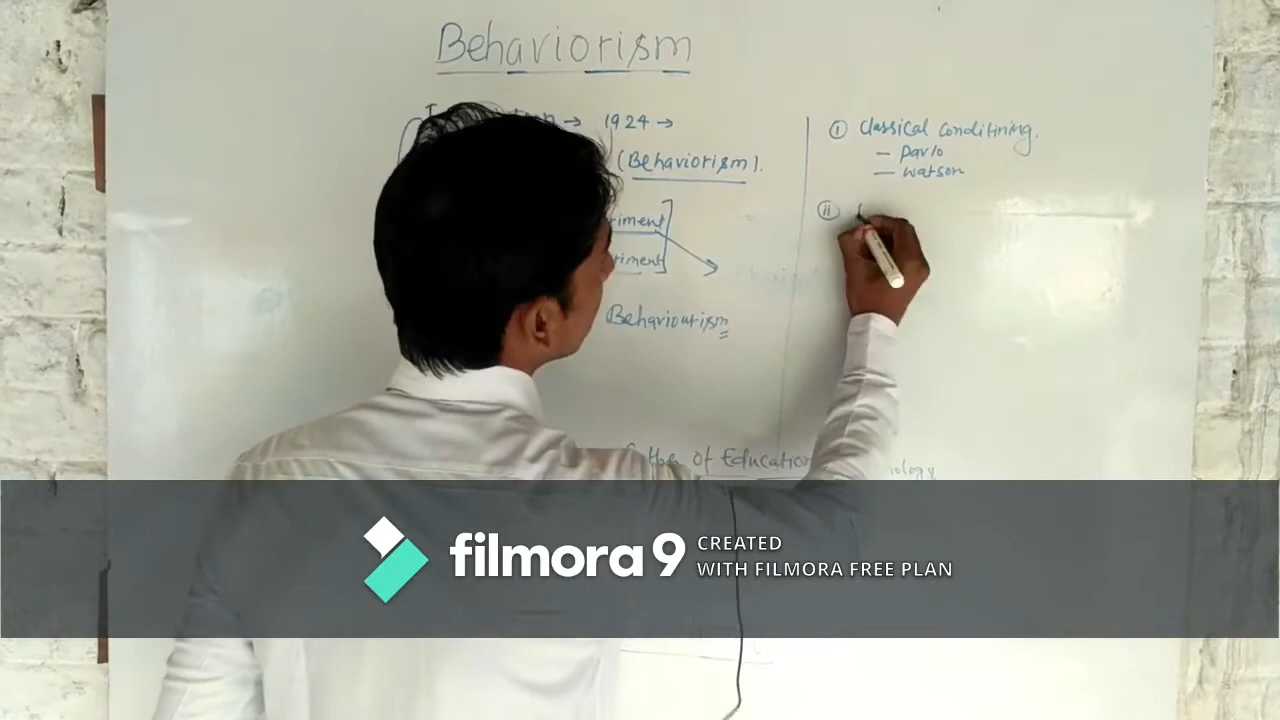 Behaviorism
→ 1924 →
(Behaviorism).
riment
riment
Behaviourism
of Education
iology
(i) classical conditining.
– pavlo
– watson
(ii)
filmora 9 CREATED
WITH FILMORA FREE PLAN